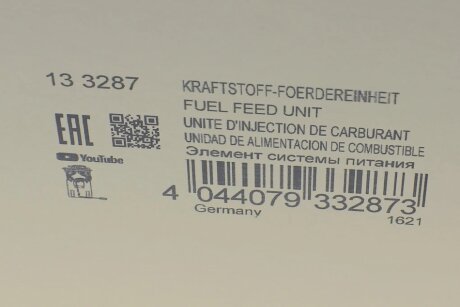 13 3287
KRAFTSTOFF-FOERDEREINHEIT
FUEL FEED UNIT
UNITE D'INJECTION DE CARBURANT
UNIDAD DE ALIMENTACION DE COMBUSTIBLE
Элемент системы питания
EAC
YouTube
4 044079 332873
Germany
1621